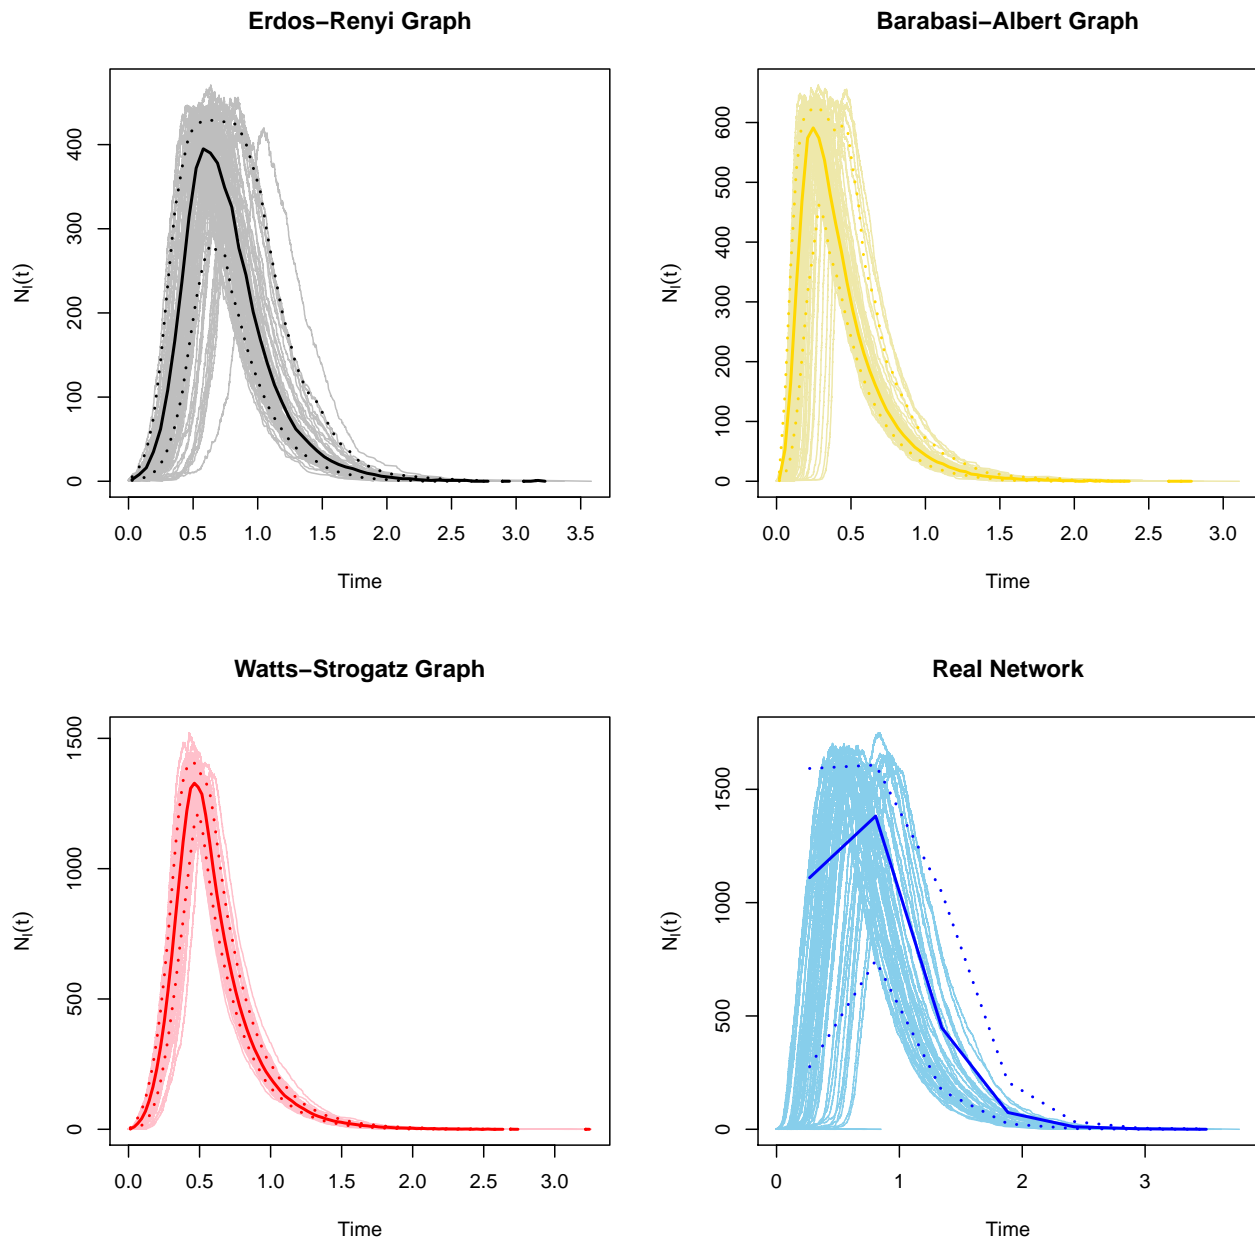 Erdos−Renyi Graph
N_I(t)
400
300
200
100
0
0.0 0.5 1.0 1.5 2.0 2.5 3.0 3.5
Time
Barabasi−Albert Graph
N_I(t)
600
500
400
300
200
100
0
0.0 0.5 1.0 1.5 2.0 2.5 3.0
Time
Watts−Strogatz Graph
N_I(t)
1500
1000
500
0
0.0 0.5 1.0 1.5 2.0 2.5 3.0
Time
Real Network
N_I(t)
1500
1000
500
0
0 1 2 3
Time